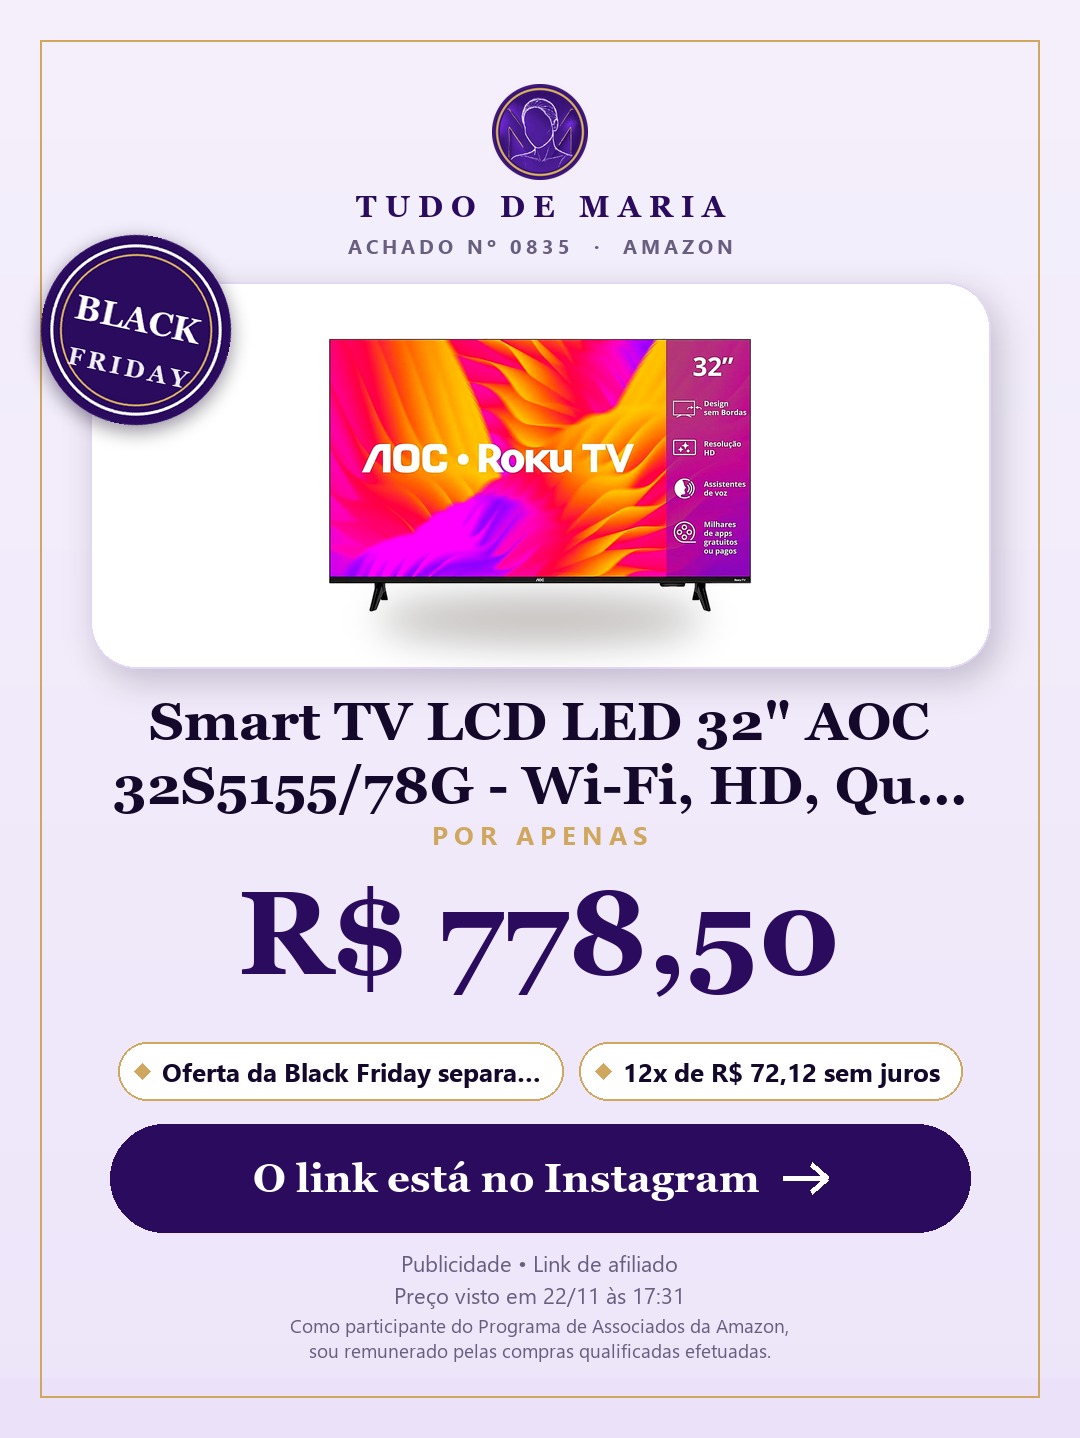 TUDO DE MARIA
ACHADO Nº 0835 · AMAZON
BLACK
FRIDAY
AOC • Roku TV
32”
Design
sem Bordas
Resolução
HD
Assistentes
de voz
Milhares
de apps
gratuitos
ou pagos
AOC
Roku TV
Smart TV LCD LED 32" AOC
32S5155/78G - Wi-Fi, HD, Qu...
POR APENAS
R$ 778,50
Oferta da Black Friday separa...
12x de R$ 72,12 sem juros
O link está no Instagram →
Publicidade • Link de afiliado
Preço visto em 22/11 às 17:31
Como participante do Programa de Associados da Amazon,
sou remunerado pelas compras qualificadas efetuadas.